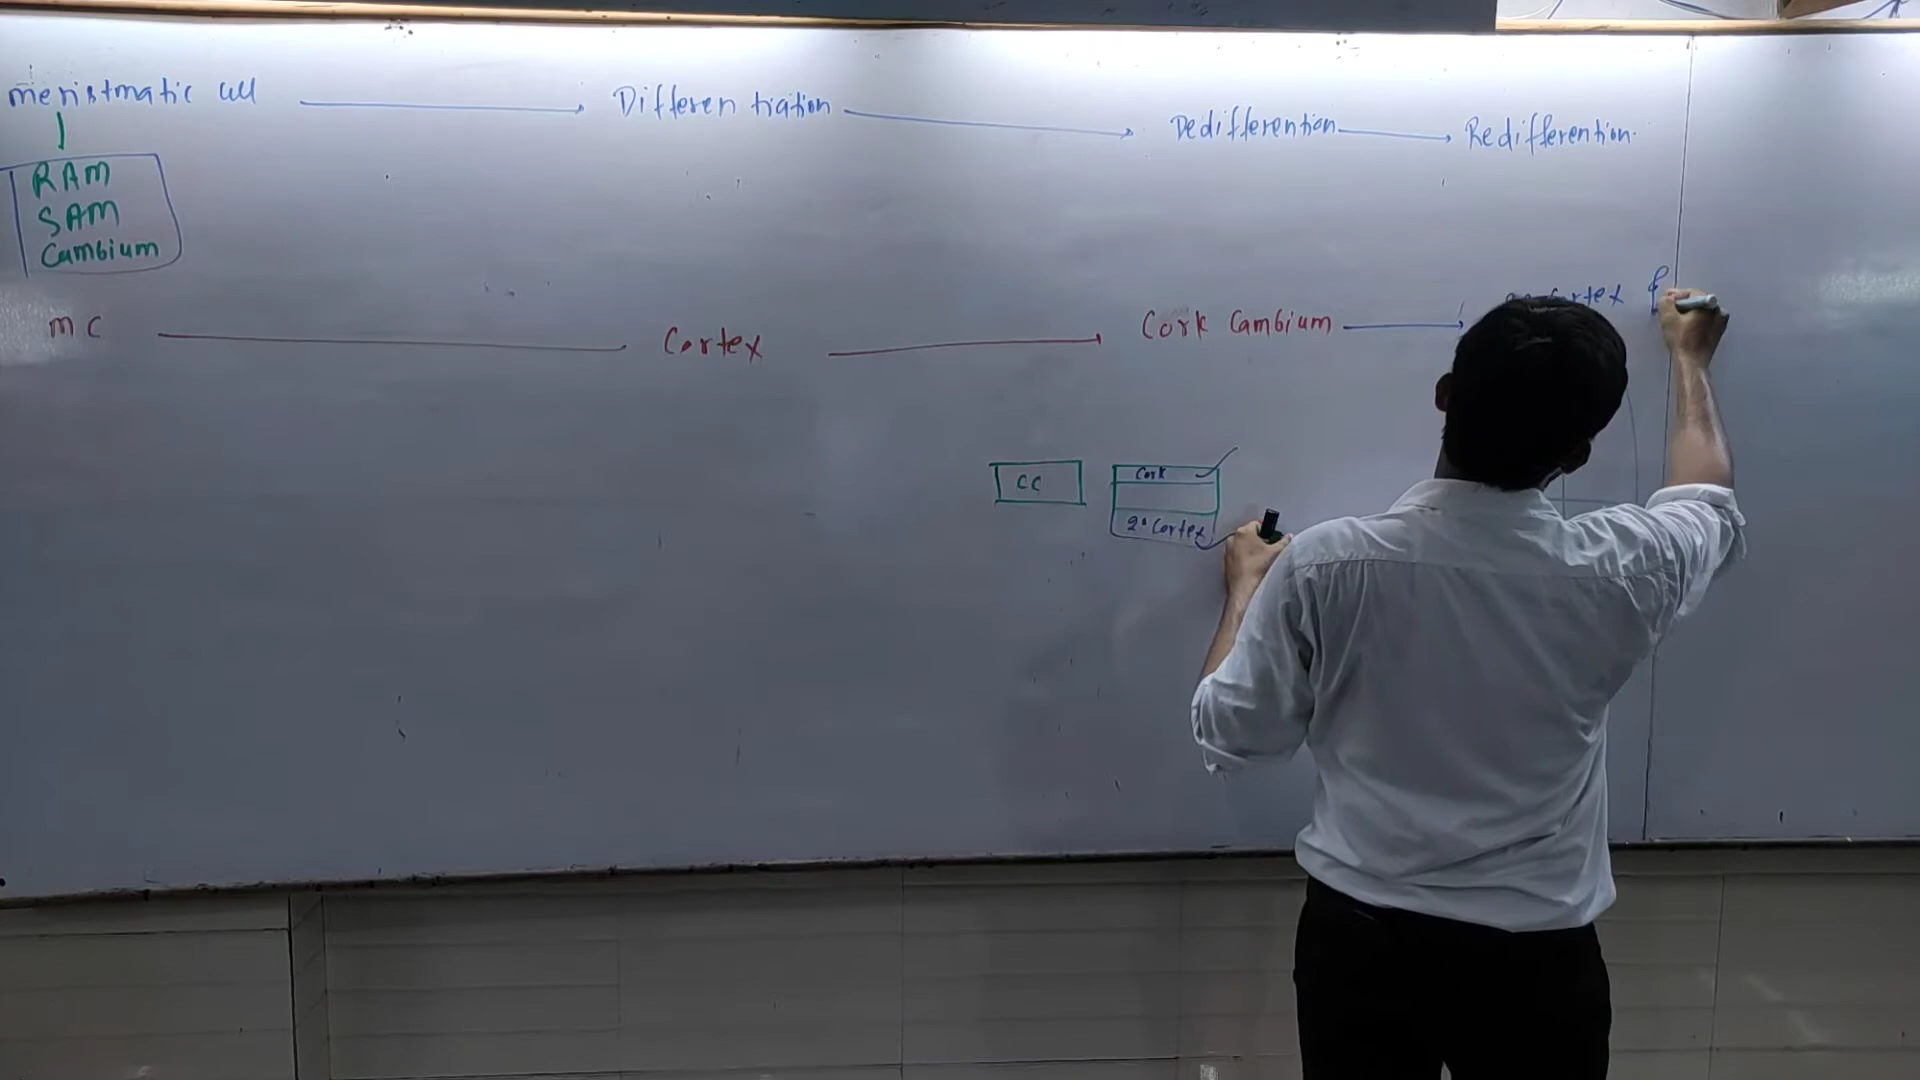 meristmatic cell → Differentiation → Dedifferention → Redifferention.
RAM
SAM
Cambium
mc → Cortex → Cork Cambium →
CC
Cork
2° Cortex